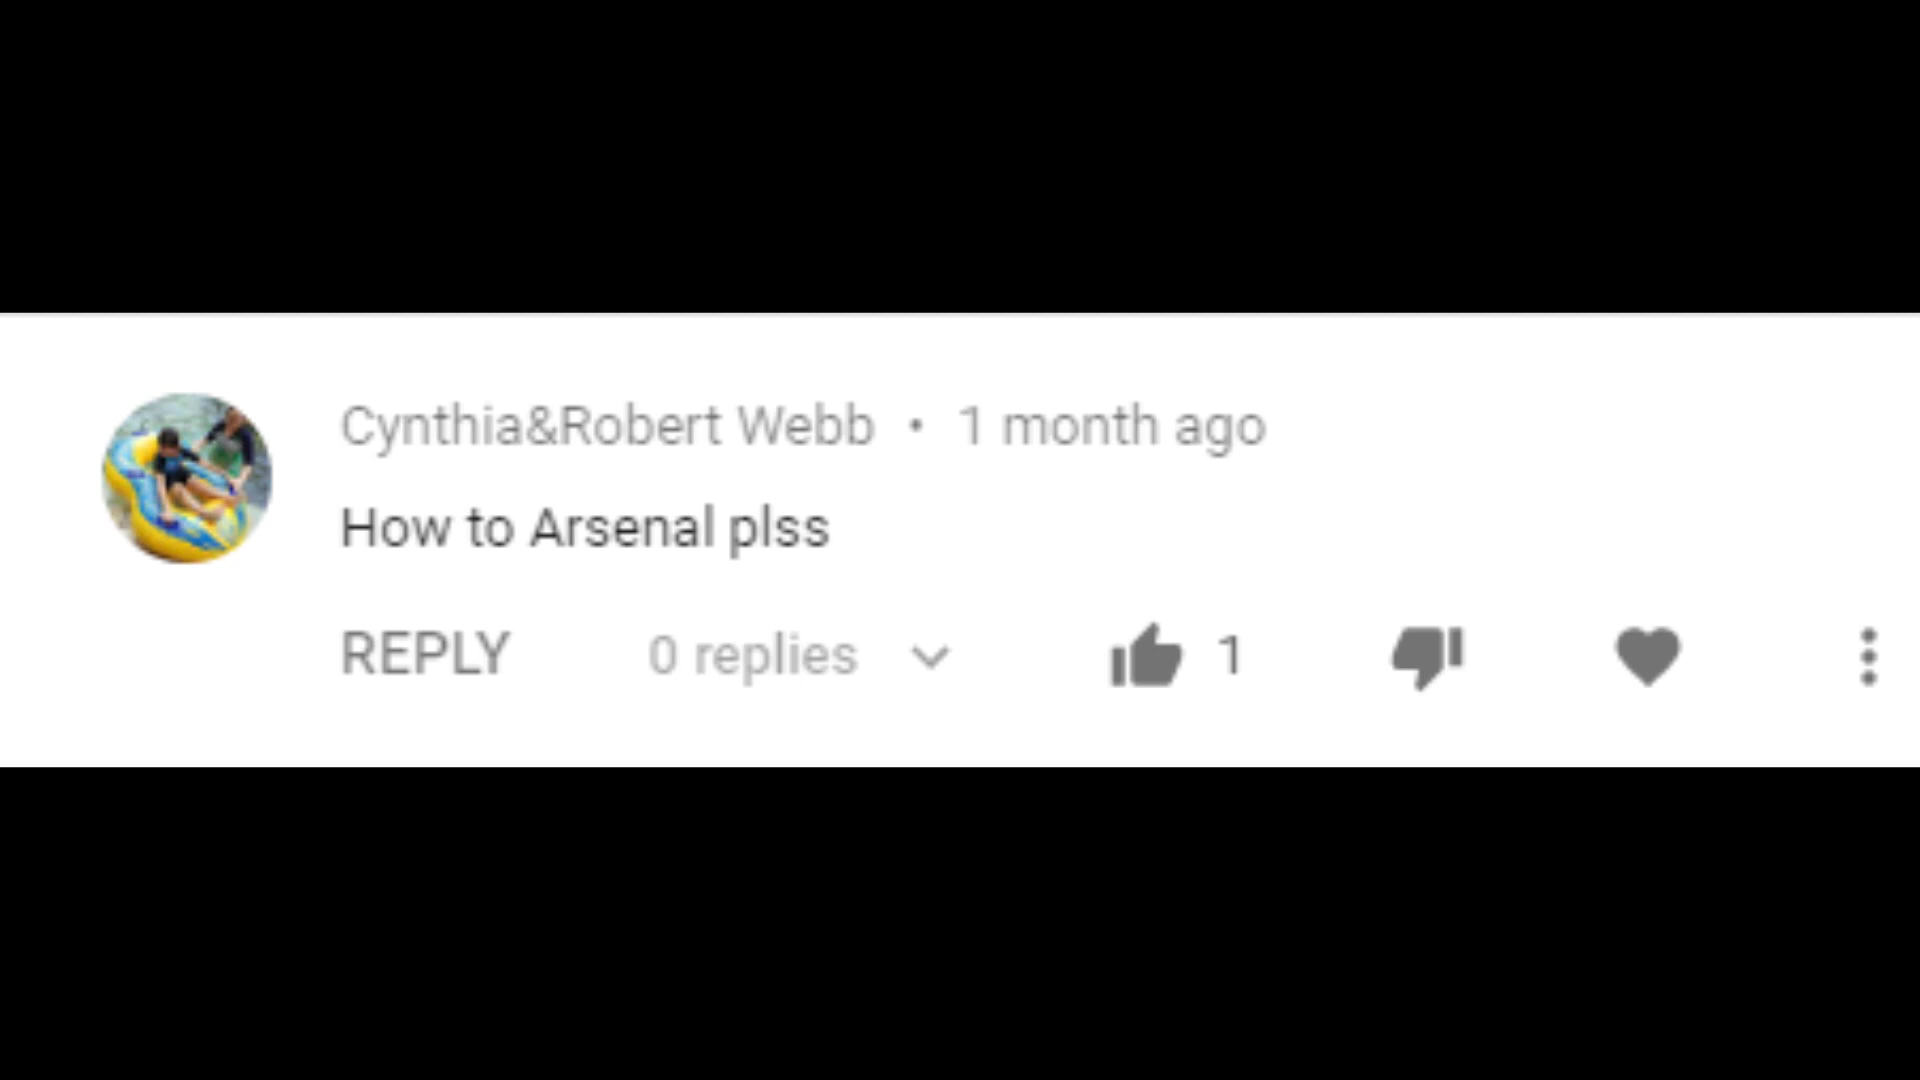 Cynthia&Robert Webb • 1 month ago
How to Arsenal plss
REPLY 0 replies 1